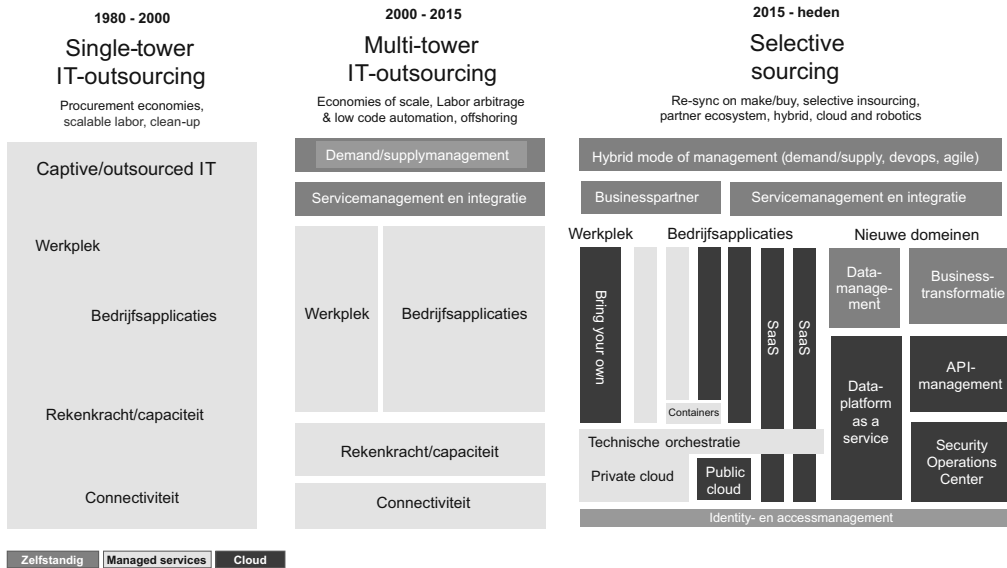 1980 - 2000
Single-tower
IT-outsourcing
Procurement economies,
scalable labor, clean-up
Captive/outsourced IT
Werkplek
Bedrijfsapplicaties
Rekenkracht/capaciteit
Connectiviteit
2000 - 2015
Multi-tower
IT-outsourcing
Economies of scale, Labor arbitrage
& low code automation, offshoring
Demand/supplymanagement
Servicemanagement en integratie
Werkplek
Bedrijfsapplicaties
Rekenkracht/capaciteit
Connectiviteit
2015 - heden
Selective
sourcing
Re-sync on make/buy, selective insourcing,
partner ecosystem, hybrid, cloud and robotics
Hybrid mode of management (demand/supply, devops, agile)
Businesspartner
Servicemanagement en integratie
Werkplek
Bedrijfsapplicaties
Nieuwe domeinen
Bring your own
Containers
SaaS
SaaS
Technische orchestratie
Private cloud
Public
cloud
Data-
manage-
ment
Business-
transformatie
Data-
platform
as a
service
API-
management
Security
Operations
Center
Identity- en accessmanagement
Zelfstandig
Managed services
Cloud